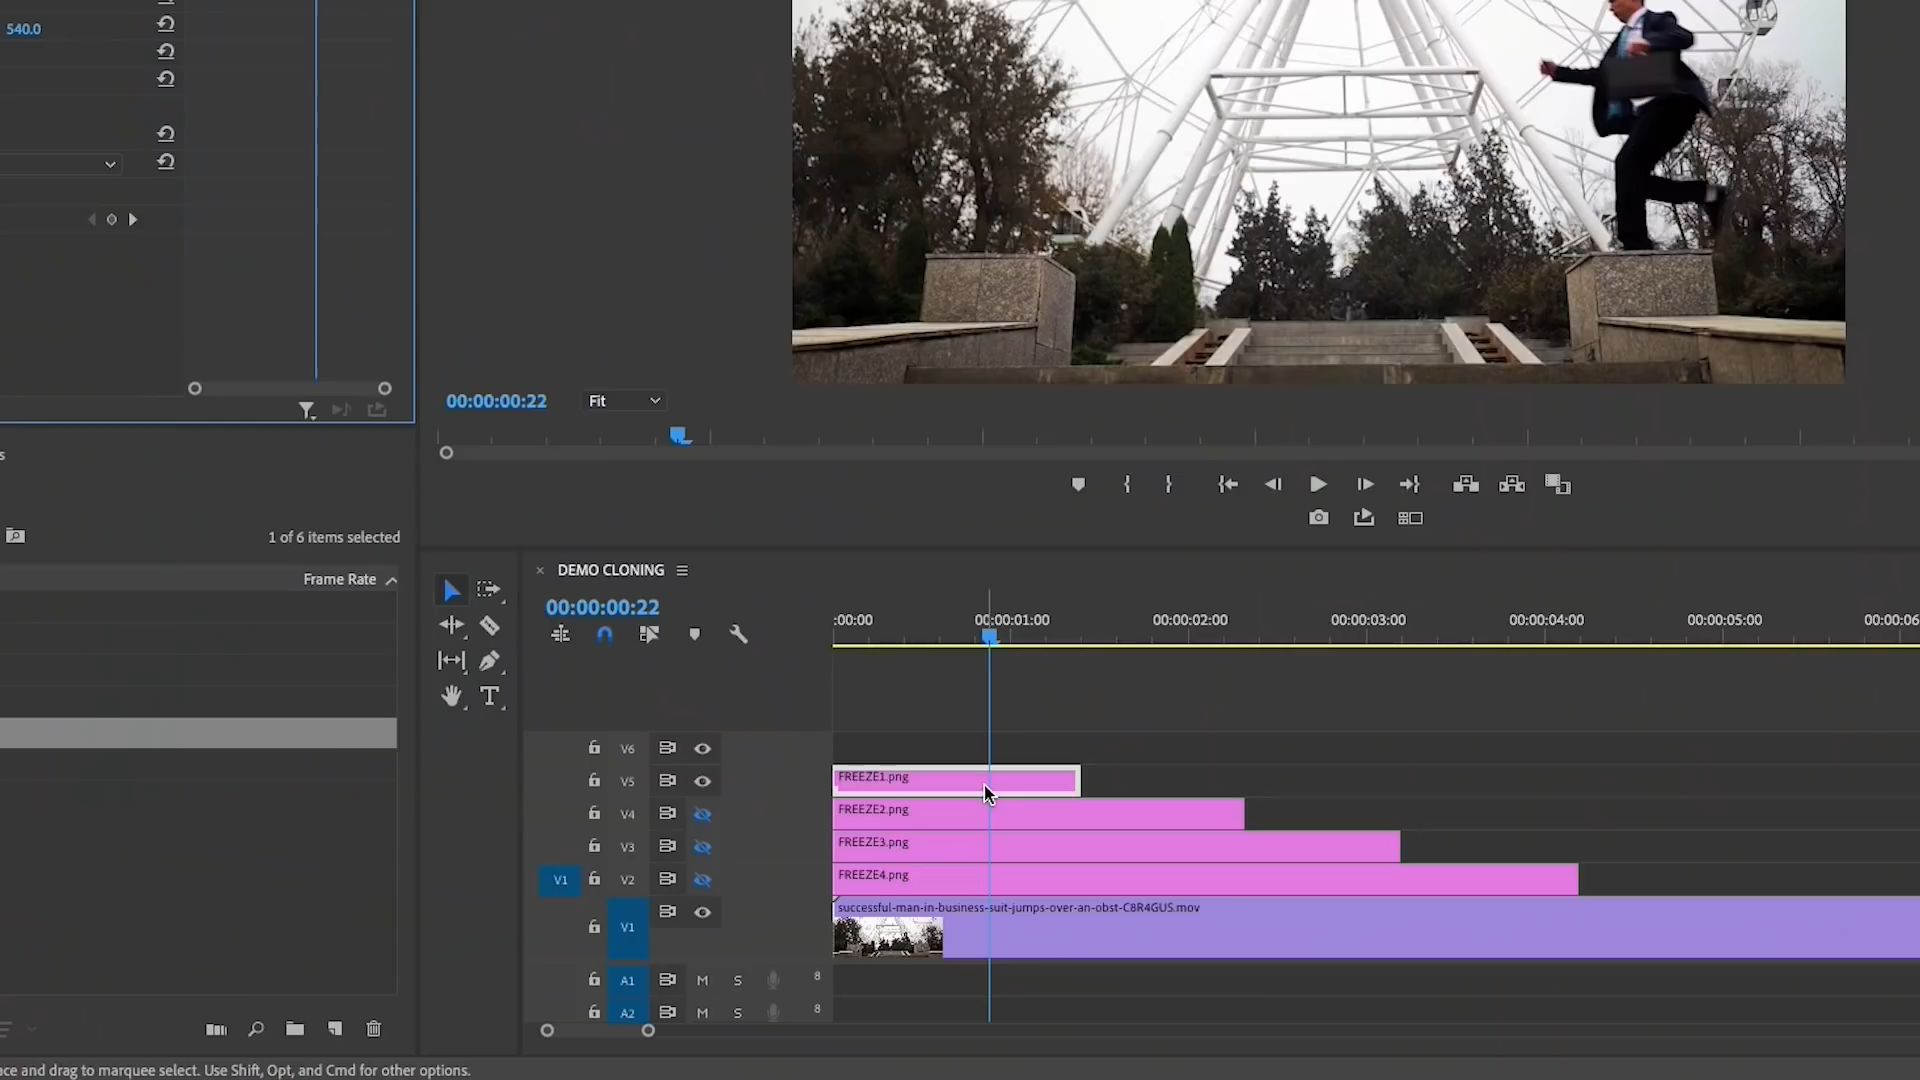 540.0
00:00:00:22
Fit
s
1 of 6 items selected
Frame Rate
DEMO CLONING
00:00:00:22
:00:00
00:00:01:00
00:00:02:00
00:00:03:00
00:00:04:00
00:00:05:00
00:00:06
V6
V5
FREEZE1.png
V4
FREEZE2.png
V3
FREEZE3.png
V1
V2
FREEZE4.png
V1
successful-man-in-business-suit-jumps-over-an-obst-C8R4GUS.mov
A1
M
S
8
A2
M
S
8
ace and drag to marquee select. Use Shift, Opt, and Cmd for other options.